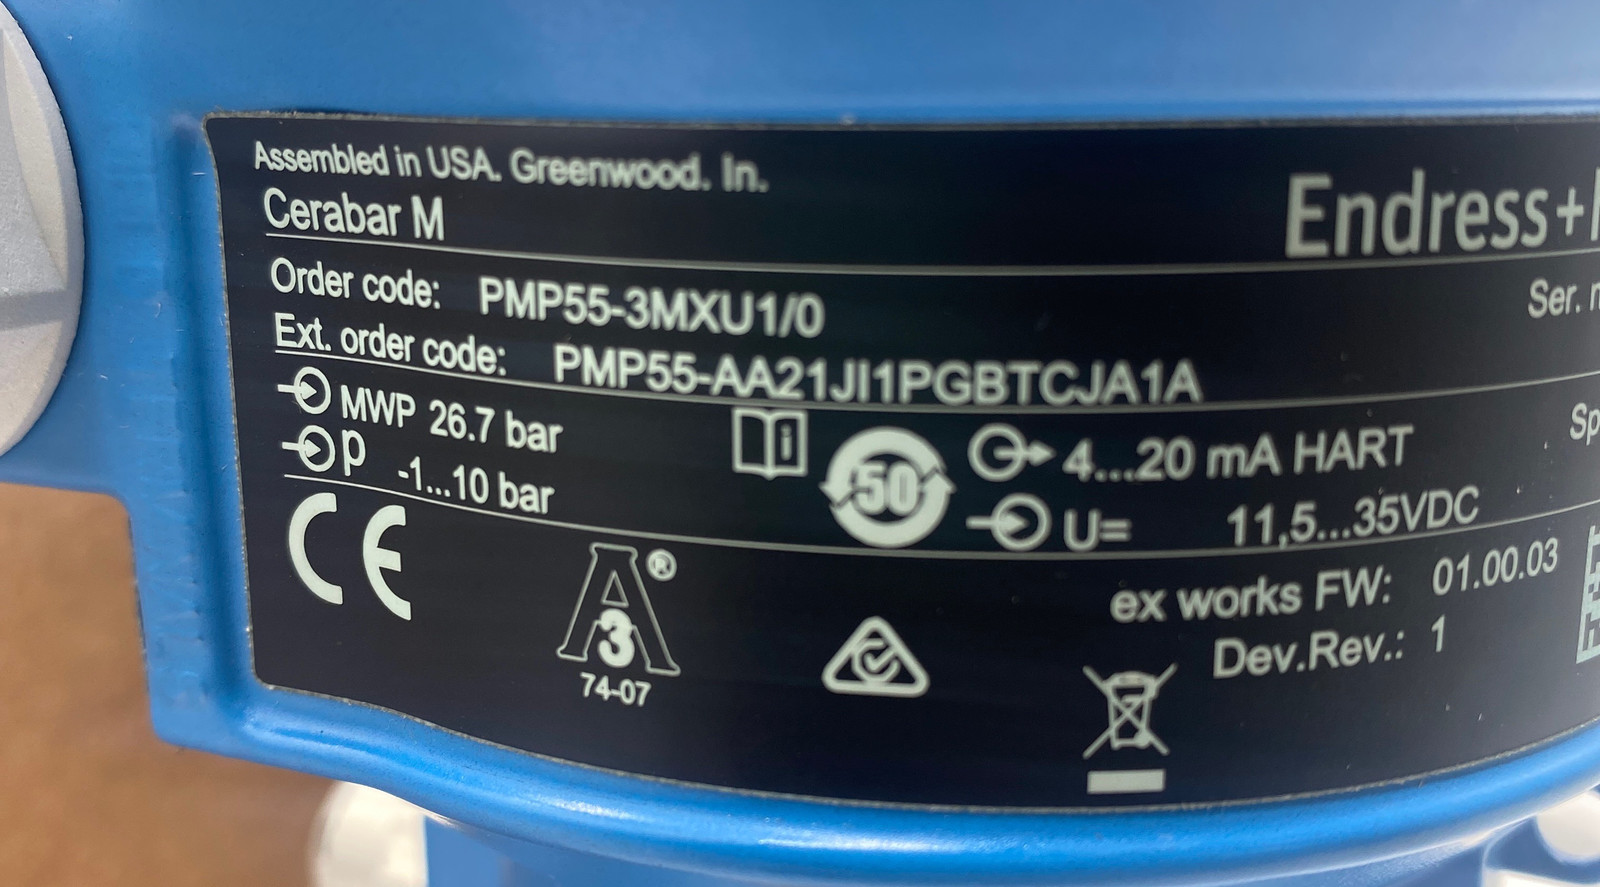 Assembled in USA. Greenwood. In.
Cerabar M
Endress+
Order code: PMP55-3MXU1/0
Ser.
Ext. order code: PMP55-AA21JI1PGBTCJA1A
MWP 26.7 bar
p -1...10 bar
i
50
4...20 mA HART
U= 11,5...35VDC
Sp
CE
A ®
3
74-07
ex works FW: 01.00.03
Dev.Rev.: 1